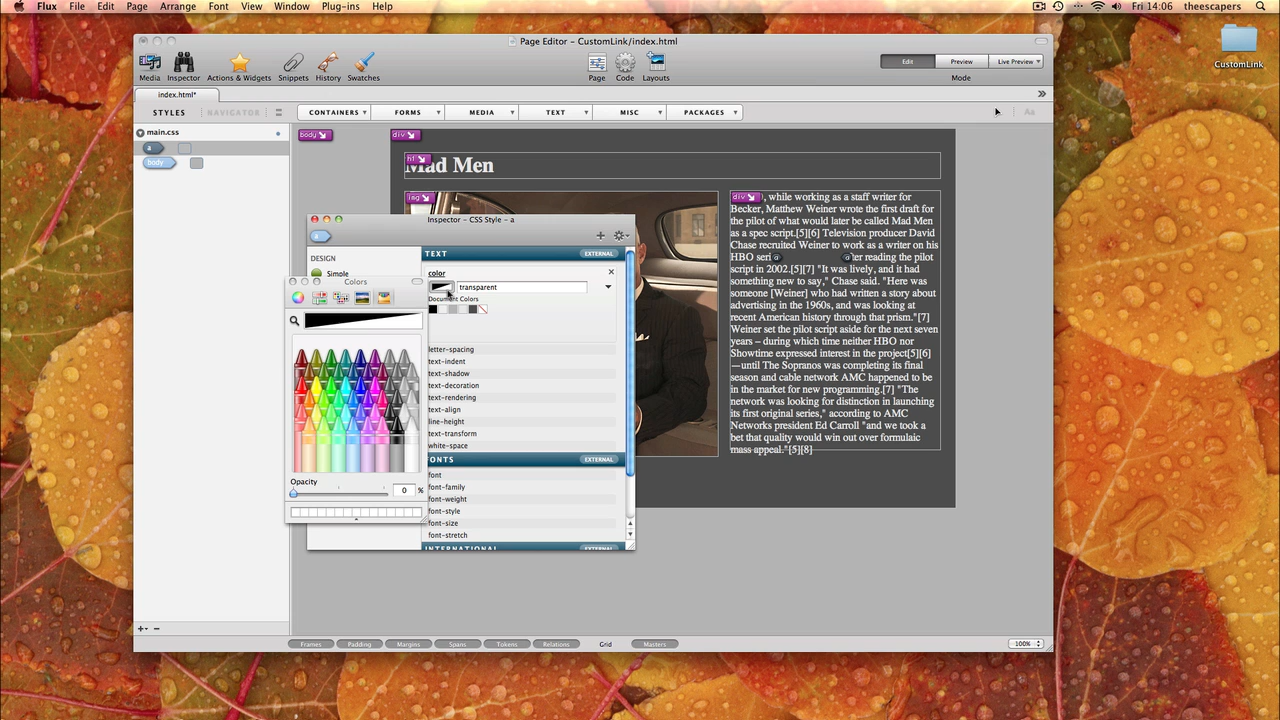 Flux File Edit Page Arrange Font View Window Plug-ins Help
Fri 14:06 theescapers
Page Editor – CustomLink/index.html
Media Inspector Actions & Widgets Snippets History Swatches
Page Code Layouts
Edit Preview Live Preview
Mode
CustomLink
index.html*
STYLES NAVIGATOR
CONTAINERS FORMS MEDIA TEXT MISC PACKAGES
Aa
main.css
a
body
body
div
h1
Mad Men
img
div
, while working as a staff writer for
Becker, Matthew Weiner wrote the first draft for
the pilot of what would later be called Mad Men
as a spec script.[5][6] Television producer David
Chase recruited Weiner to work as a writer on his
HBO seri a a er reading the pilot
script in 2002.[5][7] "It was lively, and it had
something new to say," Chase said. "Here was
someone [Weiner] who had written a story about
advertising in the 1960s, and was looking at
recent American history through that prism."[7]
Weiner set the pilot script aside for the next seven
years – during which time neither HBO nor
Showtime expressed interest in the project[5][6]
—until The Sopranos was completing its final
season and cable network AMC happened to be
in the market for new programming.[7] "The
network was looking for distinction in launching
its first original series," according to AMC
Networks president Ed Carroll "and we took a
bet that quality would win out over formulaic
mass appeal."[5][8]
Inspector – CSS Style – a
a
DESIGN
Simple
TEXT EXTERNAL
color
transparent
Document Colors
letter-spacing
text-indent
text-shadow
text-decoration
text-rendering
text-align
line-height
text-transform
white-space
FONTS EXTERNAL
font
font-family
font-weight
font-style
font-size
font-stretch
INTERNATIONAL EXTERNAL
Colors
Opacity
0 %
Frames Padding Margins Spans Tokens Relations Grid Masters
100%